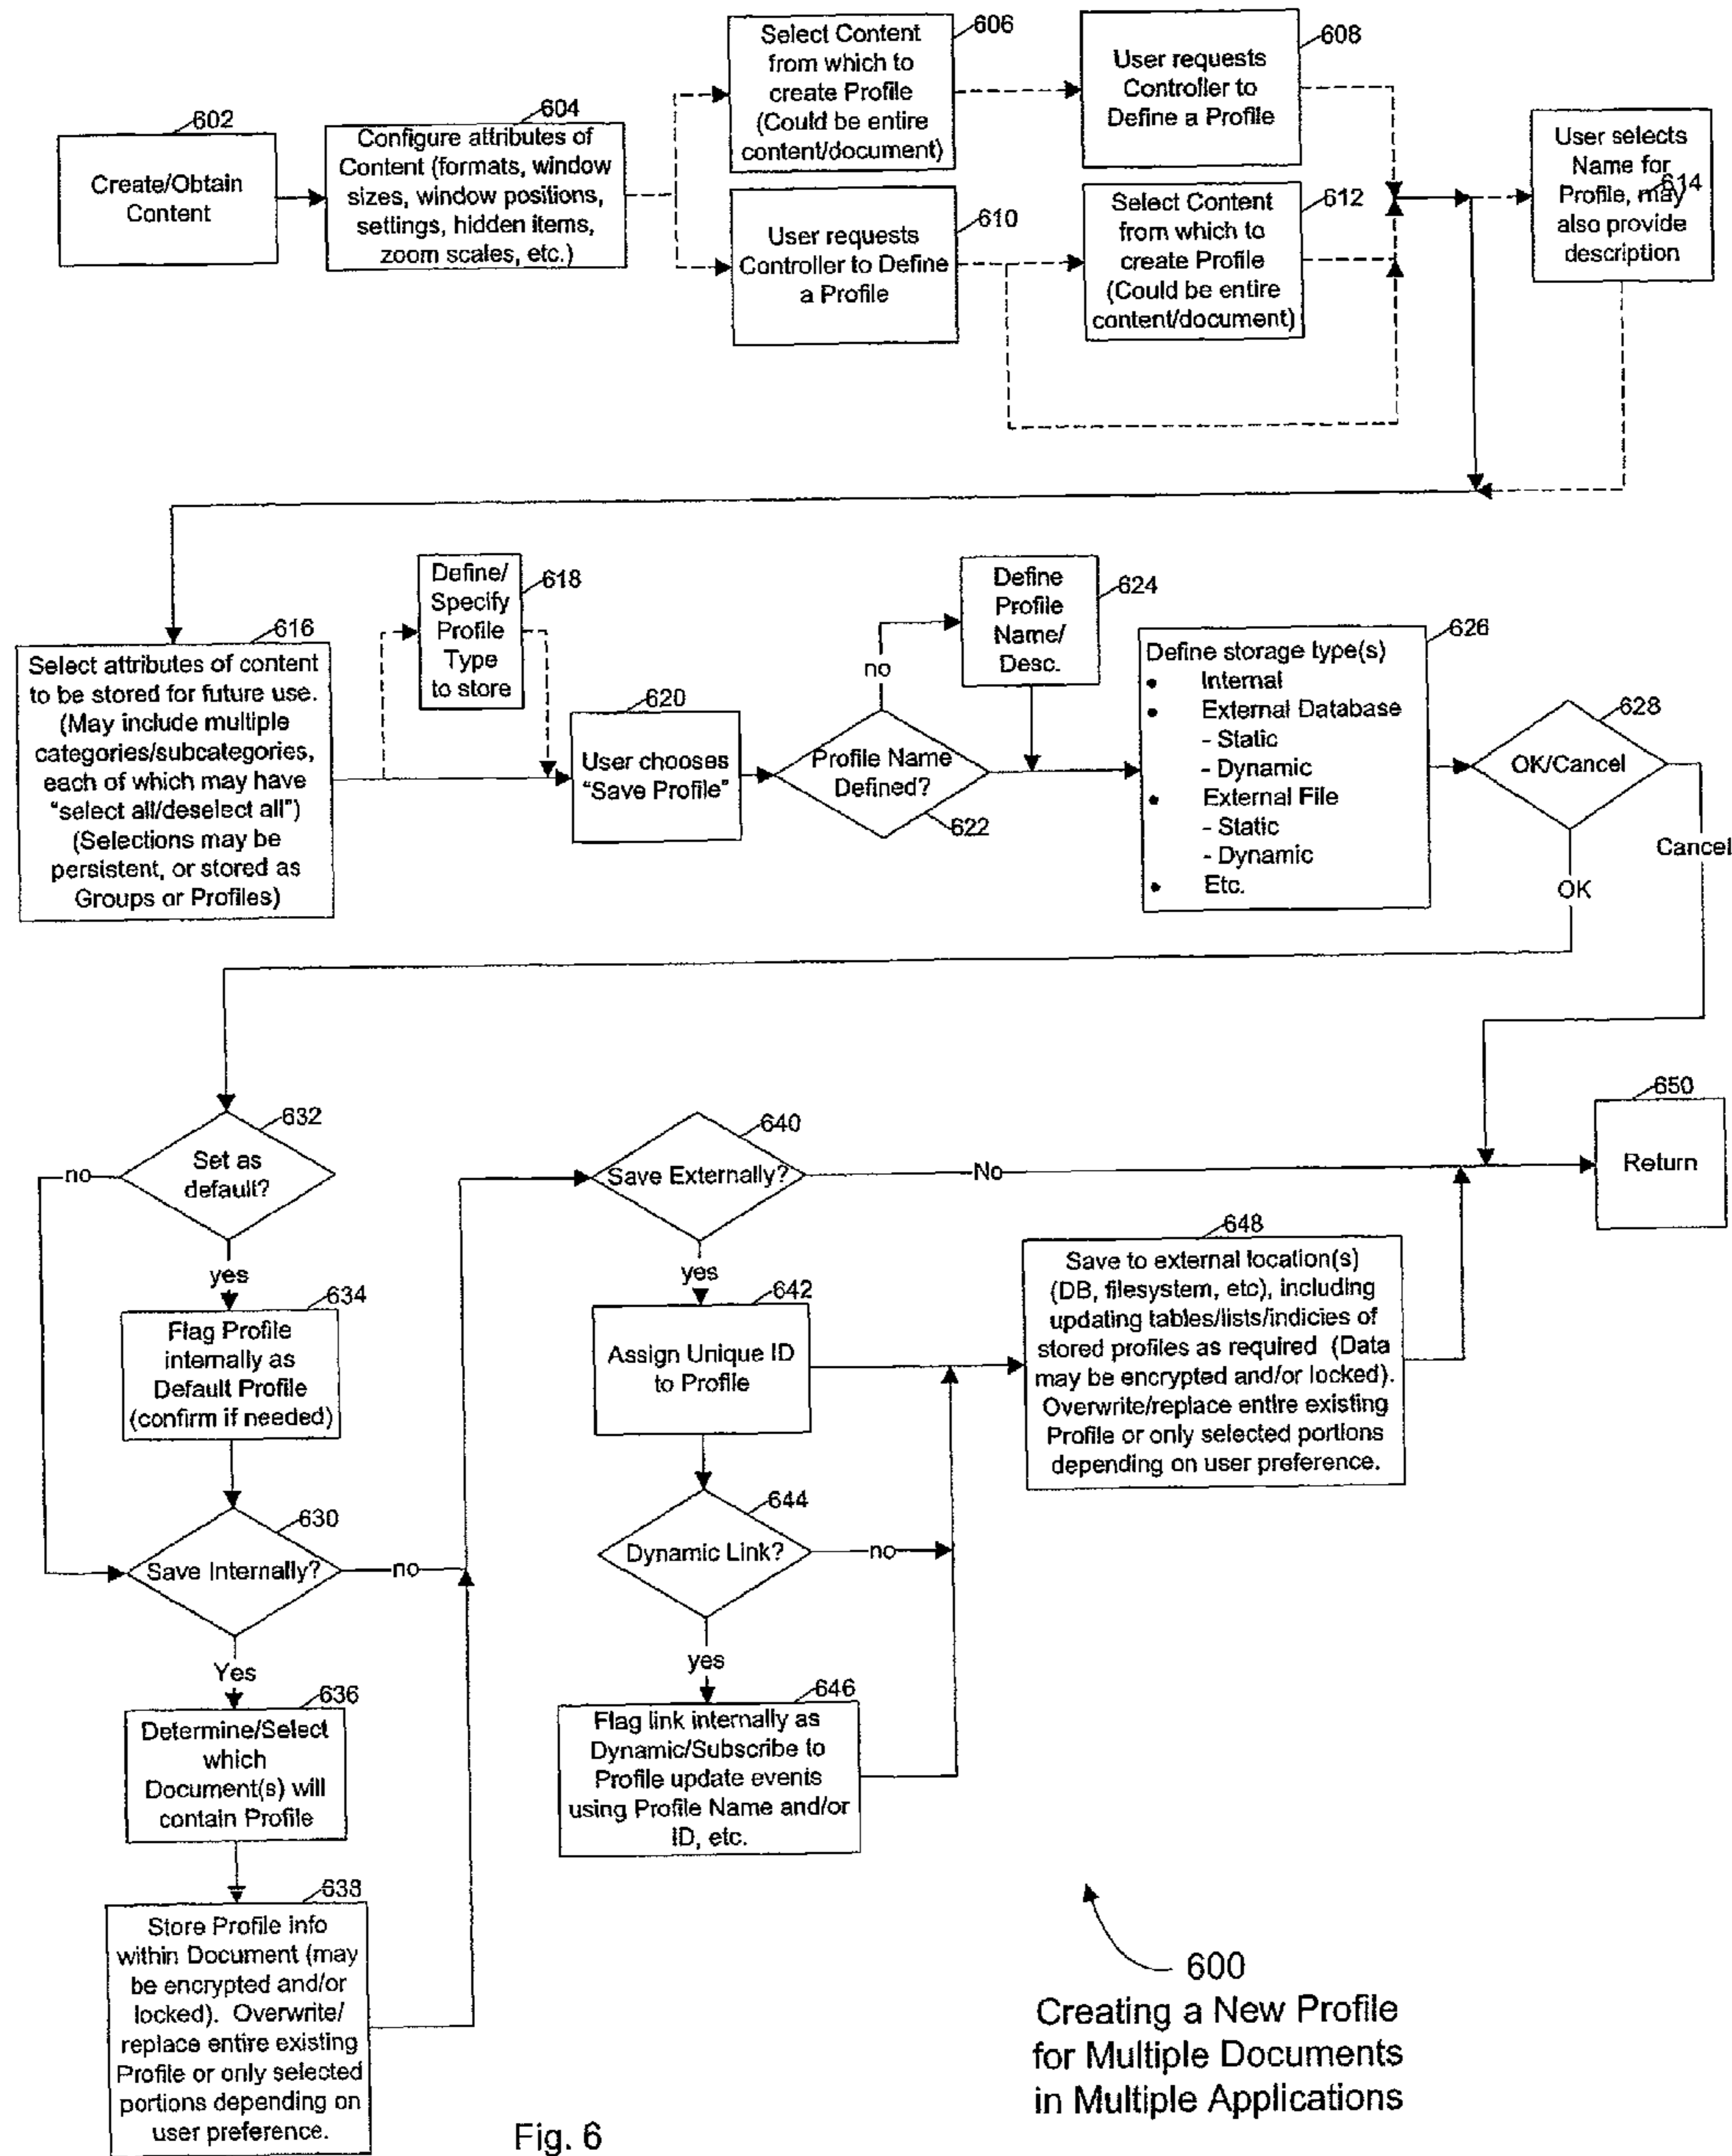 602
Create/Obtain
Content
604
Configure attributes of
Content (formats, window
sizes, window positions,
settings, hidden items,
zoom scales, etc.)
606
Select Content
from which to
create Profile
(Could be entire
content/document)
608
User requests
Controller to
Define a Profile
610
User requests
Controller to Define
a Profile
612
Select Content
from which to
create Profile
(Could be entire
content/document)
614
User selects
Name for
Profile, may
also provide
description
616
Select attributes of content
to be stored for future use.
(May include multiple
categories/subcategories,
each of which may have
"select all/deselect all")
(Selections may be
persistent, or stored as
Groups or Profiles)
618
Define/
Specify
Profile
Type
to store
620
User chooses
"Save Profile"
Profile Name
Defined?
622
no
624
Define
Profile
Name/
Desc.
626
Define storage type(s)
• Internal
• External Database
- Static
- Dynamic
• External File
- Static
- Dynamic
• Etc.
628
OK/Cancel
Cancel
OK
632
Set as
default?
no
yes
634
Flag Profile
internally as
Default Profile
(confirm if needed)
630
Save Internally?
no
Yes
636
Determine/Select
which
Document(s) will
contain Profile
638
Store Profile info
within Document (may
be encrypted and/or
locked). Overwrite/
replace entire existing
Profile or only selected
portions depending on
user preference.
640
Save Externally?
No
yes
642
Assign Unique ID
to Profile
644
Dynamic Link?
no
yes
646
Flag link internally as
Dynamic/Subscribe to
Profile update events
using Profile Name and/or
ID, etc.
648
Save to external location(s)
(DB, filesystem, etc), including
updating tables/lists/indicies of
stored profiles as required (Data
may be encrypted and/or locked).
Overwrite/replace entire existing
Profile or only selected portions
depending on user preference.
650
Return
600
Creating a New Profile
for Multiple Documents
in Multiple Applications
Fig. 6